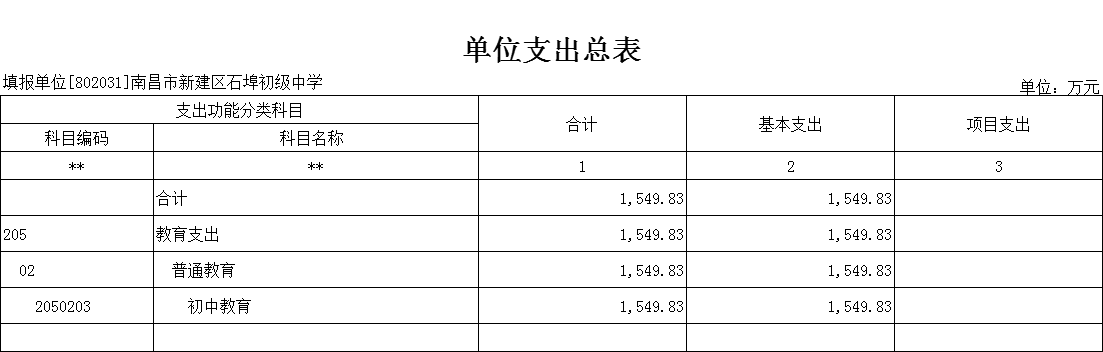 单位支出总表
填报单位[802031]南昌市新建区石埠初级中学 单位：万元
支出功能分类科目 合计 基本支出 项目支出
科目编码 科目名称
** ** 1 2 3
合计 1,549.83 1,549.83
205 教育支出 1,549.83 1,549.83
02 普通教育 1,549.83 1,549.83
2050203 初中教育 1,549.83 1,549.83